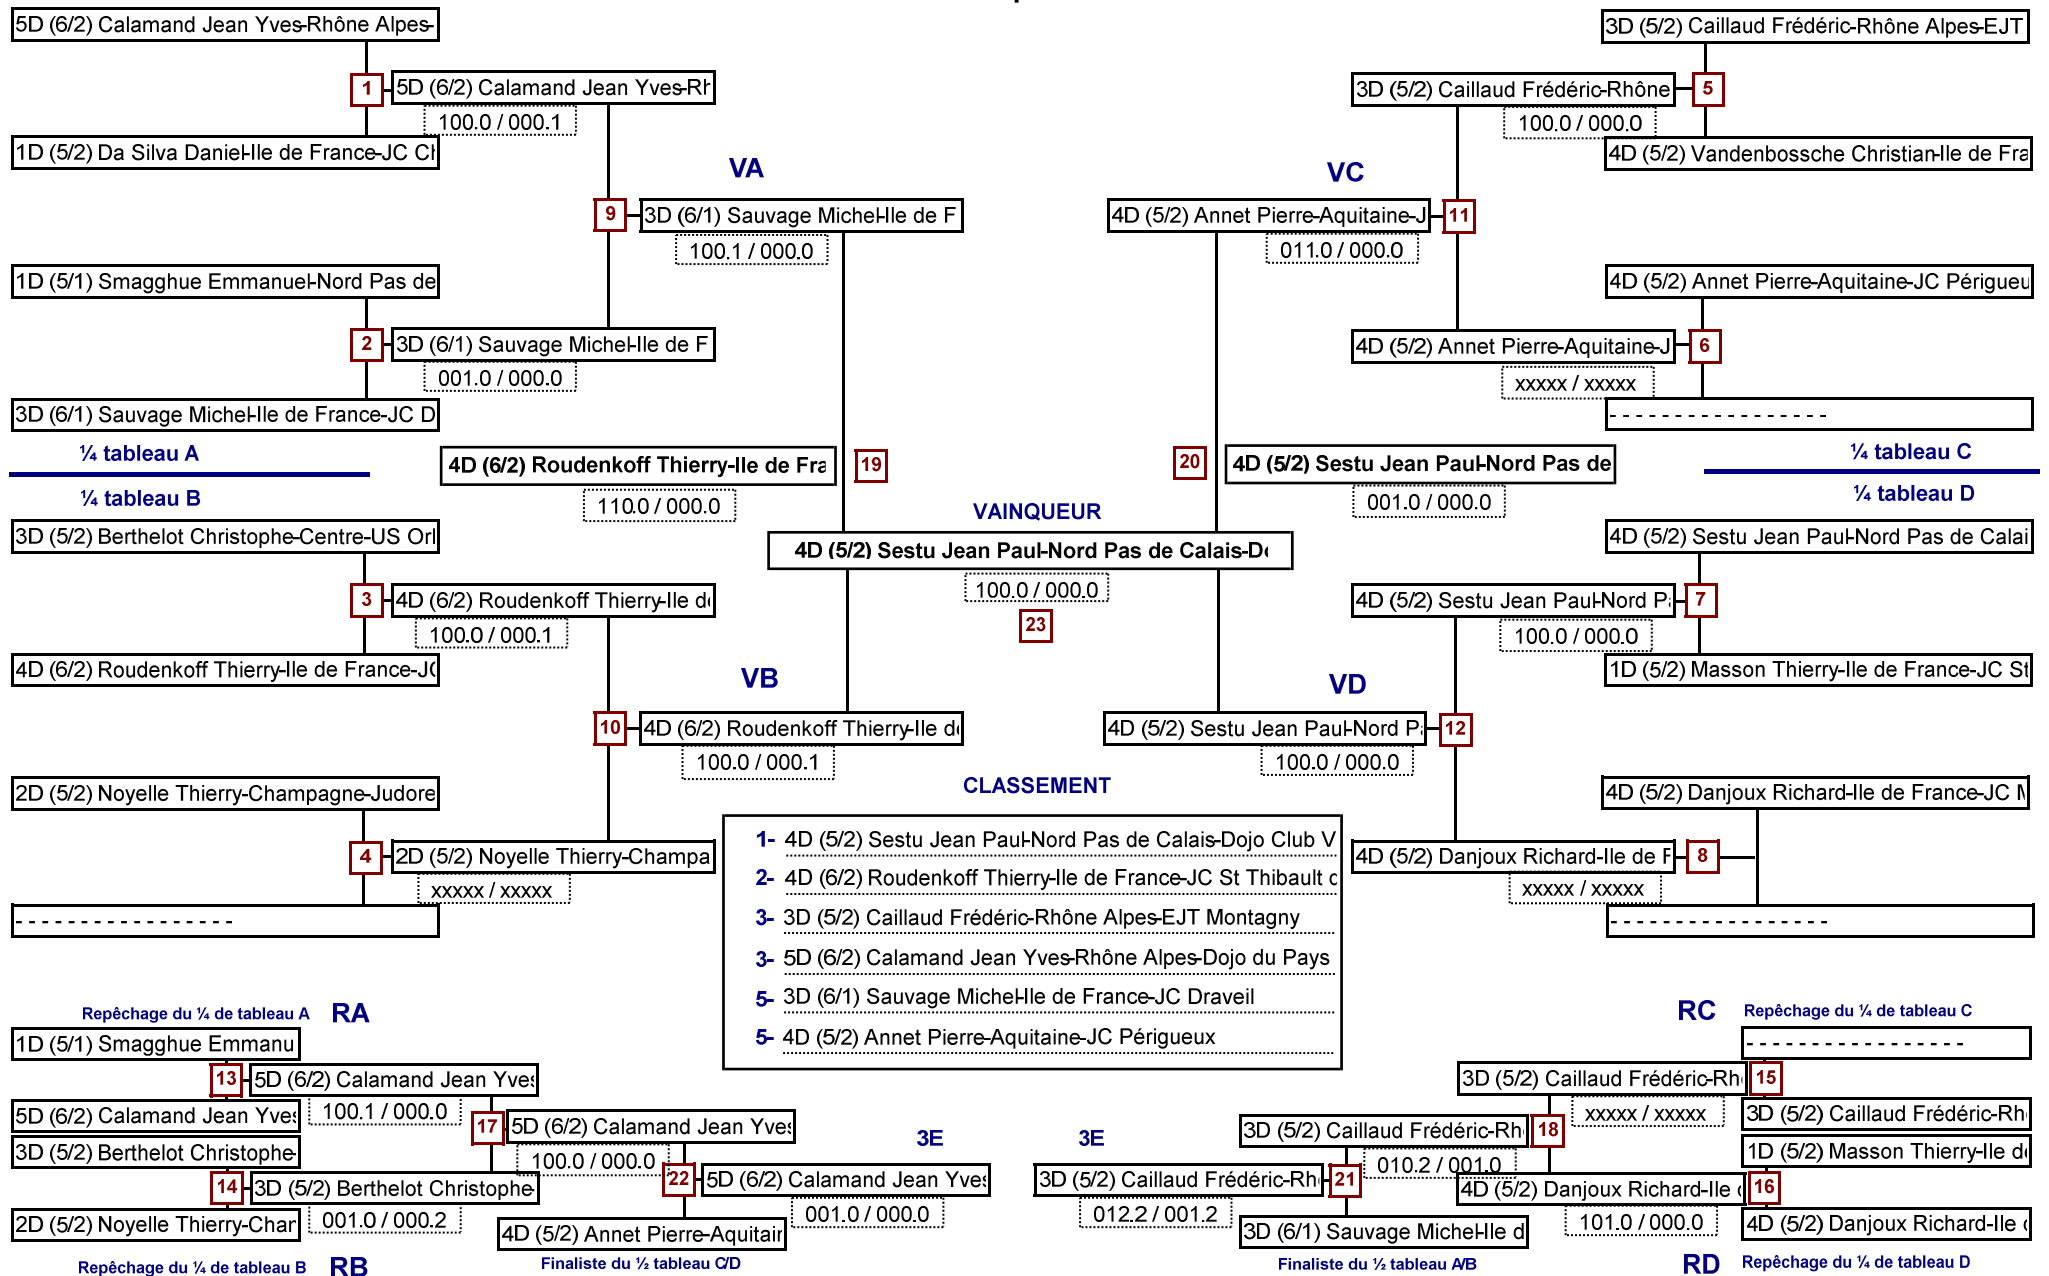 5D (6/2) Calamand Jean Yves-Rhône Alpes-
1
5D (6/2) Calamand Jean Yves-Rh
100.0 / 000.1
1D (5/2) Da Silva Daniel-Ile de France-JC Ch
VA
9
3D (6/1) Sauvage Michel-Ile de F
100.1 / 000.0
1D (5/1) Smagghue Emmanuel-Nord Pas de
2
3D (6/1) Sauvage Michel-Ile de F
001.0 / 000.0
3D (6/1) Sauvage Michel-Ile de France-JC D
¼ tableau A
¼ tableau B
4D (6/2) Roudenkoff Thierry-Ile de Fra
19
110.0 / 000.0
3D (5/2) Berthelot Christophe-Centre-US Orl
3
4D (6/2) Roudenkoff Thierry-Ile de
100.0 / 000.1
4D (6/2) Roudenkoff Thierry-Ile de France-JC
VB
10
4D (6/2) Roudenkoff Thierry-Ile de
100.0 / 000.1
2D (5/2) Noyelle Thierry-Champagne-Judore
4
2D (5/2) Noyelle Thierry-Champa
xxxxx / xxxxx
- - - - - - - - - - - - - - - - -
3D (5/2) Caillaud Frédéric-Rhône Alpes-EJT
3D (5/2) Caillaud Frédéric-Rhône
5
100.0 / 000.0
4D (5/2) Vandenbossche Christian-Ile de Fra
VC
4D (5/2) Annet Pierre-Aquitaine-J
11
011.0 / 000.0
4D (5/2) Annet Pierre-Aquitaine-JC Périgueu
4D (5/2) Annet Pierre-Aquitaine-J
6
xxxxx / xxxxx
- - - - - - - - - - - - - - - - -
¼ tableau C
¼ tableau D
20
4D (5/2) Sestu Jean Paul-Nord Pas de
001.0 / 000.0
VAINQUEUR
4D (5/2) Sestu Jean Paul-Nord Pas de Calais-Do
100.0 / 000.0
23
4D (5/2) Sestu Jean Paul-Nord Pas de Calai
4D (5/2) Sestu Jean Paul-Nord Pa
7
100.0 / 000.0
1D (5/2) Masson Thierry-Ile de France-JC St
VD
4D (5/2) Sestu Jean Paul-Nord Pa
12
100.0 / 000.0
4D (5/2) Danjoux Richard-Ile de France-JC M
4D (5/2) Danjoux Richard-Ile de F
8
xxxxx / xxxxx
- - - - - - - - - - - - - - - - -
CLASSEMENT
1- 4D (5/2) Sestu Jean Paul-Nord Pas de Calais-Dojo Club V
2- 4D (6/2) Roudenkoff Thierry-Ile de France-JC St Thibault d
3- 3D (5/2) Caillaud Frédéric-Rhône Alpes-EJT Montagny
3- 5D (6/2) Calamand Jean Yves-Rhône Alpes-Dojo du Pays
5- 3D (6/1) Sauvage Michel-Ile de France-JC Draveil
5- 4D (5/2) Annet Pierre-Aquitaine-JC Périgueux
Repêchage du ¼ de tableau A RA
1D (5/1) Smagghue Emmanu
13
5D (6/2) Calamand Jean Yves
100.1 / 000.0
5D (6/2) Calamand Jean Yves
3D (5/2) Berthelot Christophe-
14
3D (5/2) Berthelot Christophe-
001.0 / 000.2
2D (5/2) Noyelle Thierry-Cham
Repêchage du ¼ de tableau B RB
17
5D (6/2) Calamand Jean Yves
100.0 / 000.0
22
5D (6/2) Calamand Jean Yves
001.0 / 000.0
3E
4D (5/2) Annet Pierre-Aquitair
Finaliste du ½ tableau C/D
RC Repêchage du ¼ de tableau C
- - - - - - - - - - - - - - - - -
3D (5/2) Caillaud Frédéric-Rh
15
xxxxx / xxxxx
3D (5/2) Caillaud Frédéric-Rh
1D (5/2) Masson Thierry-Ile de
4D (5/2) Danjoux Richard-Ile d
16
101.0 / 000.0
4D (5/2) Danjoux Richard-Ile d
RD Repêchage du ¼ de tableau D
3D (5/2) Caillaud Frédéric-Rh
18
010.2 / 001.0
3E
3D (5/2) Caillaud Frédéric-Rh
21
012.2 / 001.2
3D (6/1) Sauvage Michel-Ile d
Finaliste du ½ tableau A/B